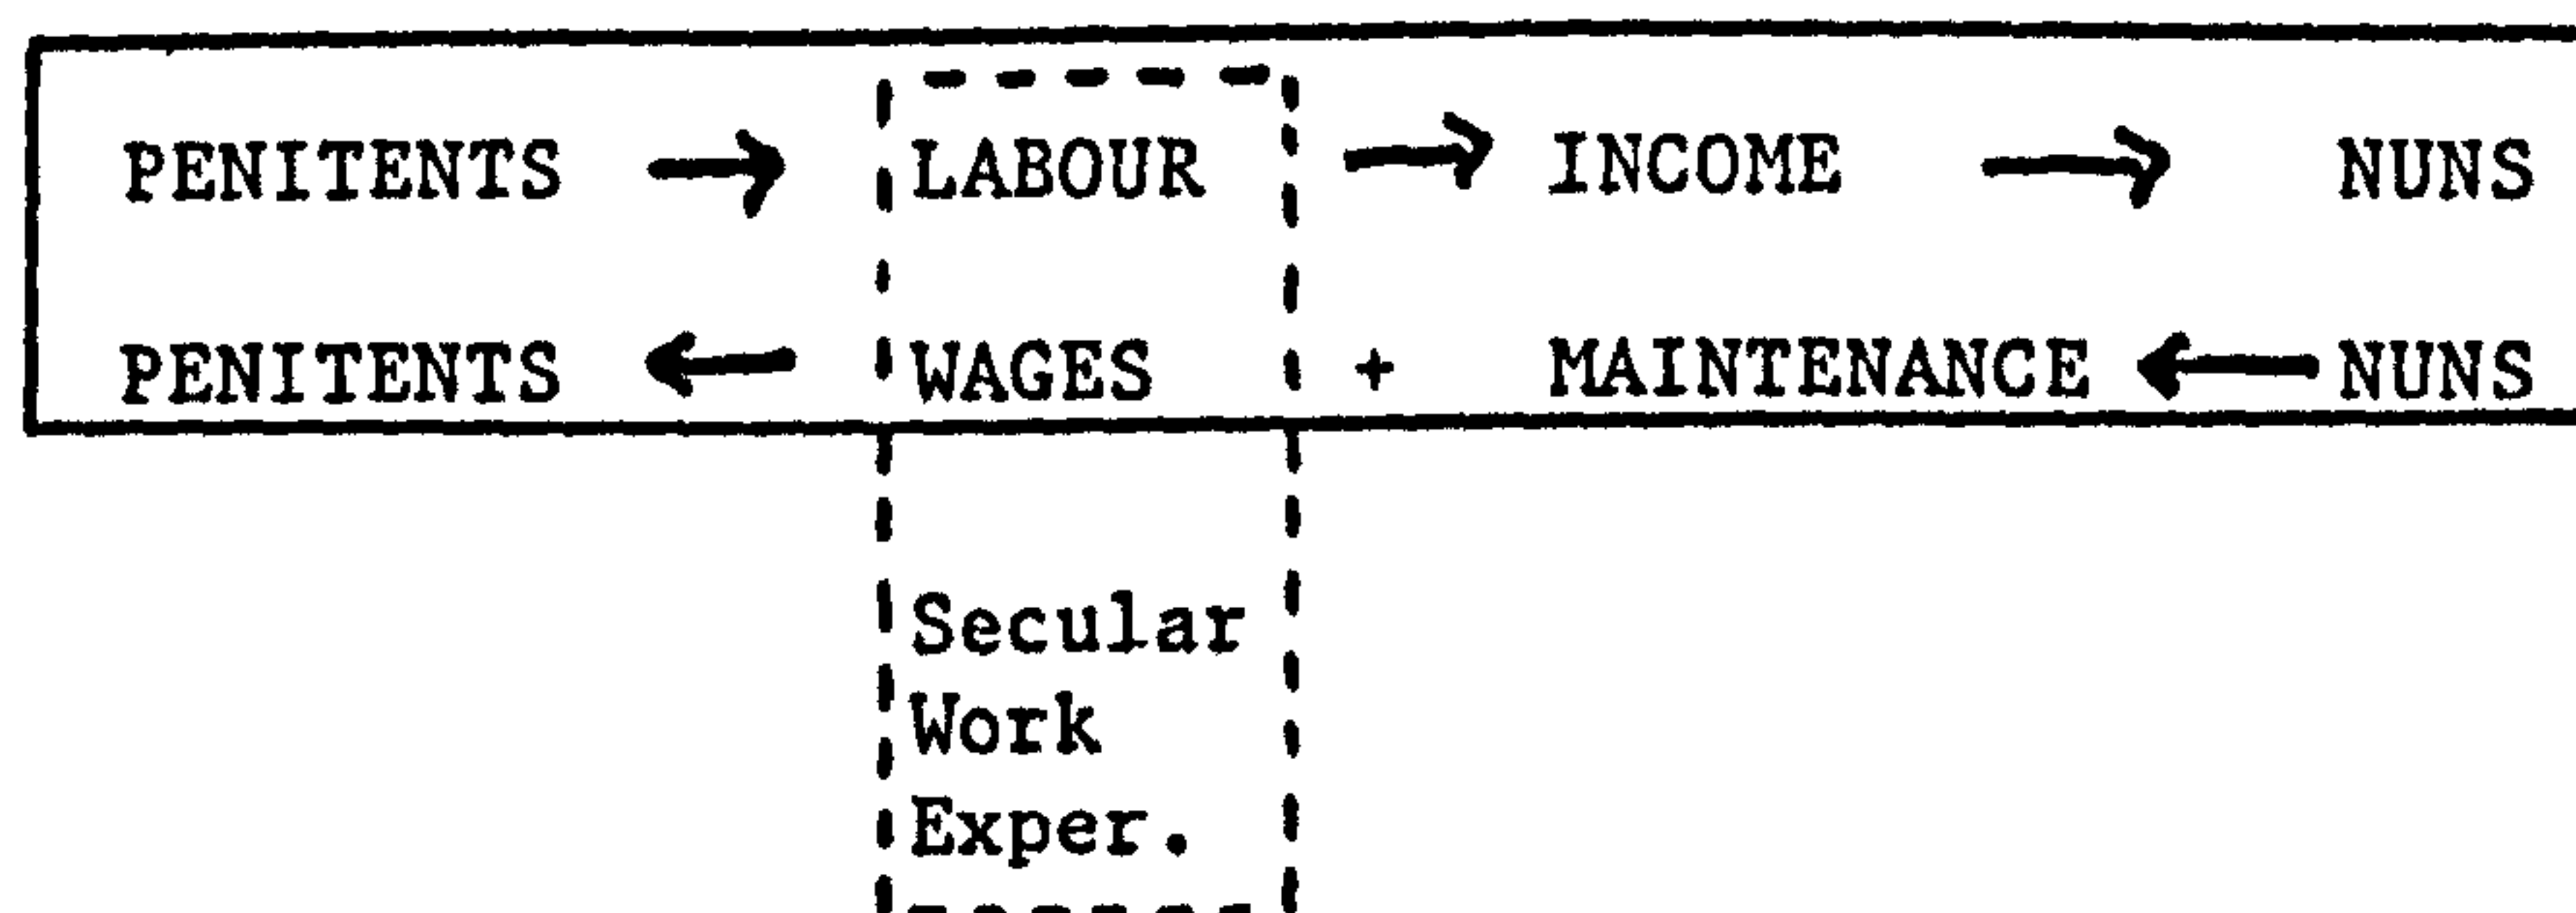 PENITENTS → LABOUR → INCOME → NUNS
PENITENTS ← WAGES + MAINTENANCE ← NUNS
Secular
Work
Exper.